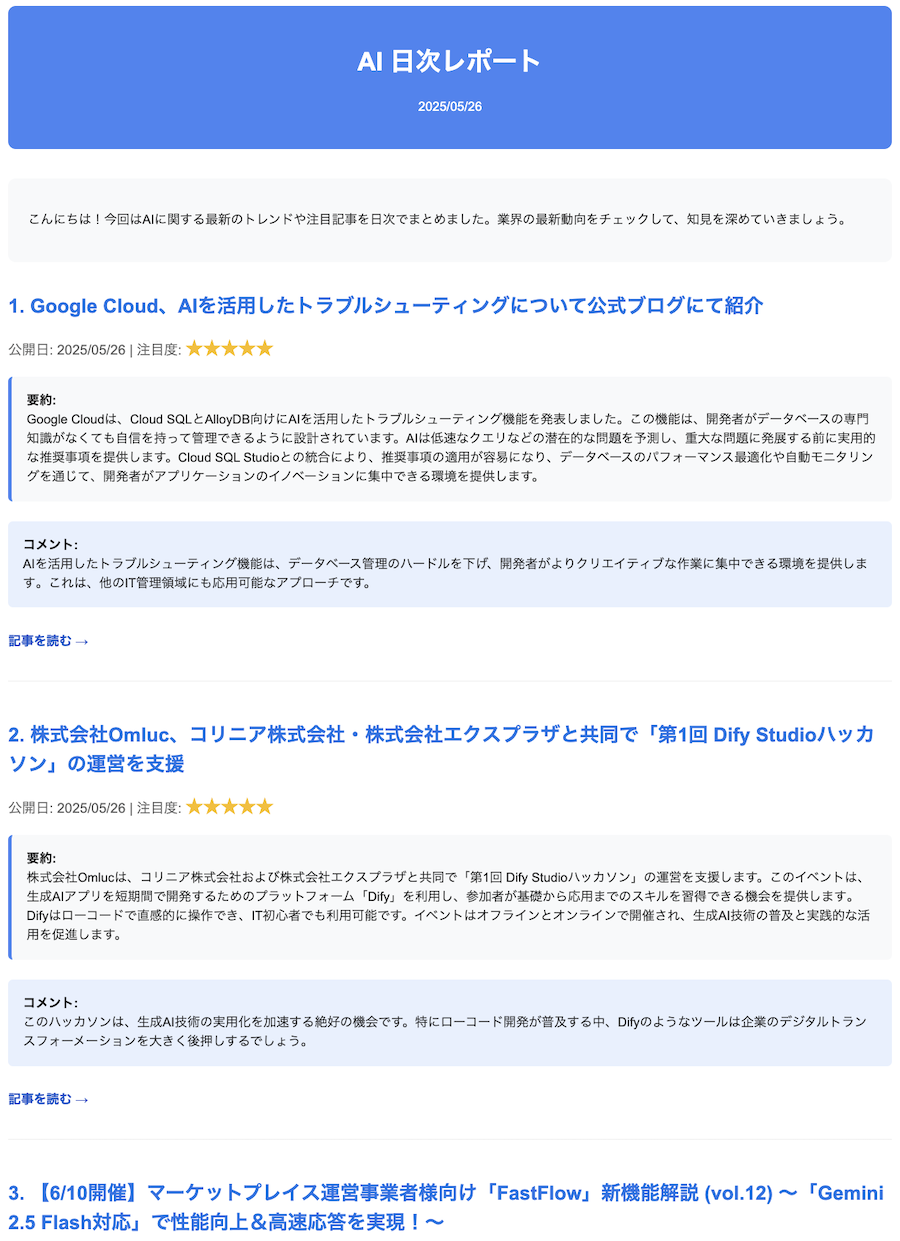 AI 日次レポート
2025/05/26
こんにちは！今回はAIに関する最新のトレンドや注目記事を日次でまとめました。業界の最新動向をチェックして、知見を深めていきましょう。
1. Google Cloud、AIを活用したトラブルシューティングについて公式ブログにて紹介
公開日: 2025/05/26 | 注目度: ★★★★★
要約:
Google Cloudは、Cloud SQLとAlloyDB向けにAIを活用したトラブルシューティング機能を発表しました。この機能は、開発者がデータベースの専門
知識がなくても自信を持って管理できるように設計されています。AIは低速なクエリなどの潜在的な問題を予測し、重大な問題に発展する前に実用的
な推奨事項を提供します。Cloud SQL Studioとの統合により、推奨事項の適用が容易になり、データベースのパフォーマンス最適化や自動モニタリン
グを通じて、開発者がアプリケーションのイノベーションに集中できる環境を提供します。
コメント:
AIを活用したトラブルシューティング機能は、データベース管理のハードルを下げ、開発者がよりクリエイティブな作業に集中できる環境を提供しま
す。これは、他のIT管理領域にも応用可能なアプローチです。
記事を読む →
2. 株式会社Omluc、コリニア株式会社・株式会社エクスプラザと共同で「第1回 Dify Studioハッカ
ソン」の運営を支援
公開日: 2025/05/26 | 注目度: ★★★★★
要約:
株式会社Omlucは、コリニア株式会社および株式会社エクスプラザと共同で「第1回 Dify Studioハッカソン」の運営を支援します。このイベントは、
生成AIアプリを短期間で開発するためのプラットフォーム「Dify」を利用し、参加者が基礎から応用までのスキルを習得できる機会を提供します。
Difyはローコードで直感的に操作でき、IT初心者でも利用可能です。イベントはオフラインとオンラインで開催され、生成AI技術の普及と実践的な活
用を促進します。
コメント:
このハッカソンは、生成AI技術の実用化を加速する絶好の機会です。特にローコード開発が普及する中、Difyのようなツールは企業のデジタルトラン
スフォーメーションを大きく後押しするでしょう。
記事を読む →
3. 【6/10開催】マーケットプレイス運営事業者様向け「FastFlow」新機能解説 (vol.12) 〜「Gemini
2.5 Flash対応」で性能向上＆高速応答を実現！〜